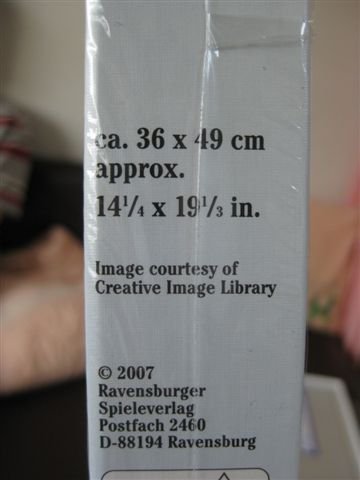 ca. 36 x 49 cm
approx.
14¼ x 19⅓ in.
Image courtesy of
Creative Image Library
© 2007
Ravensburger
Spieleverlag
Postfach 2460
D-88194 Ravensburg